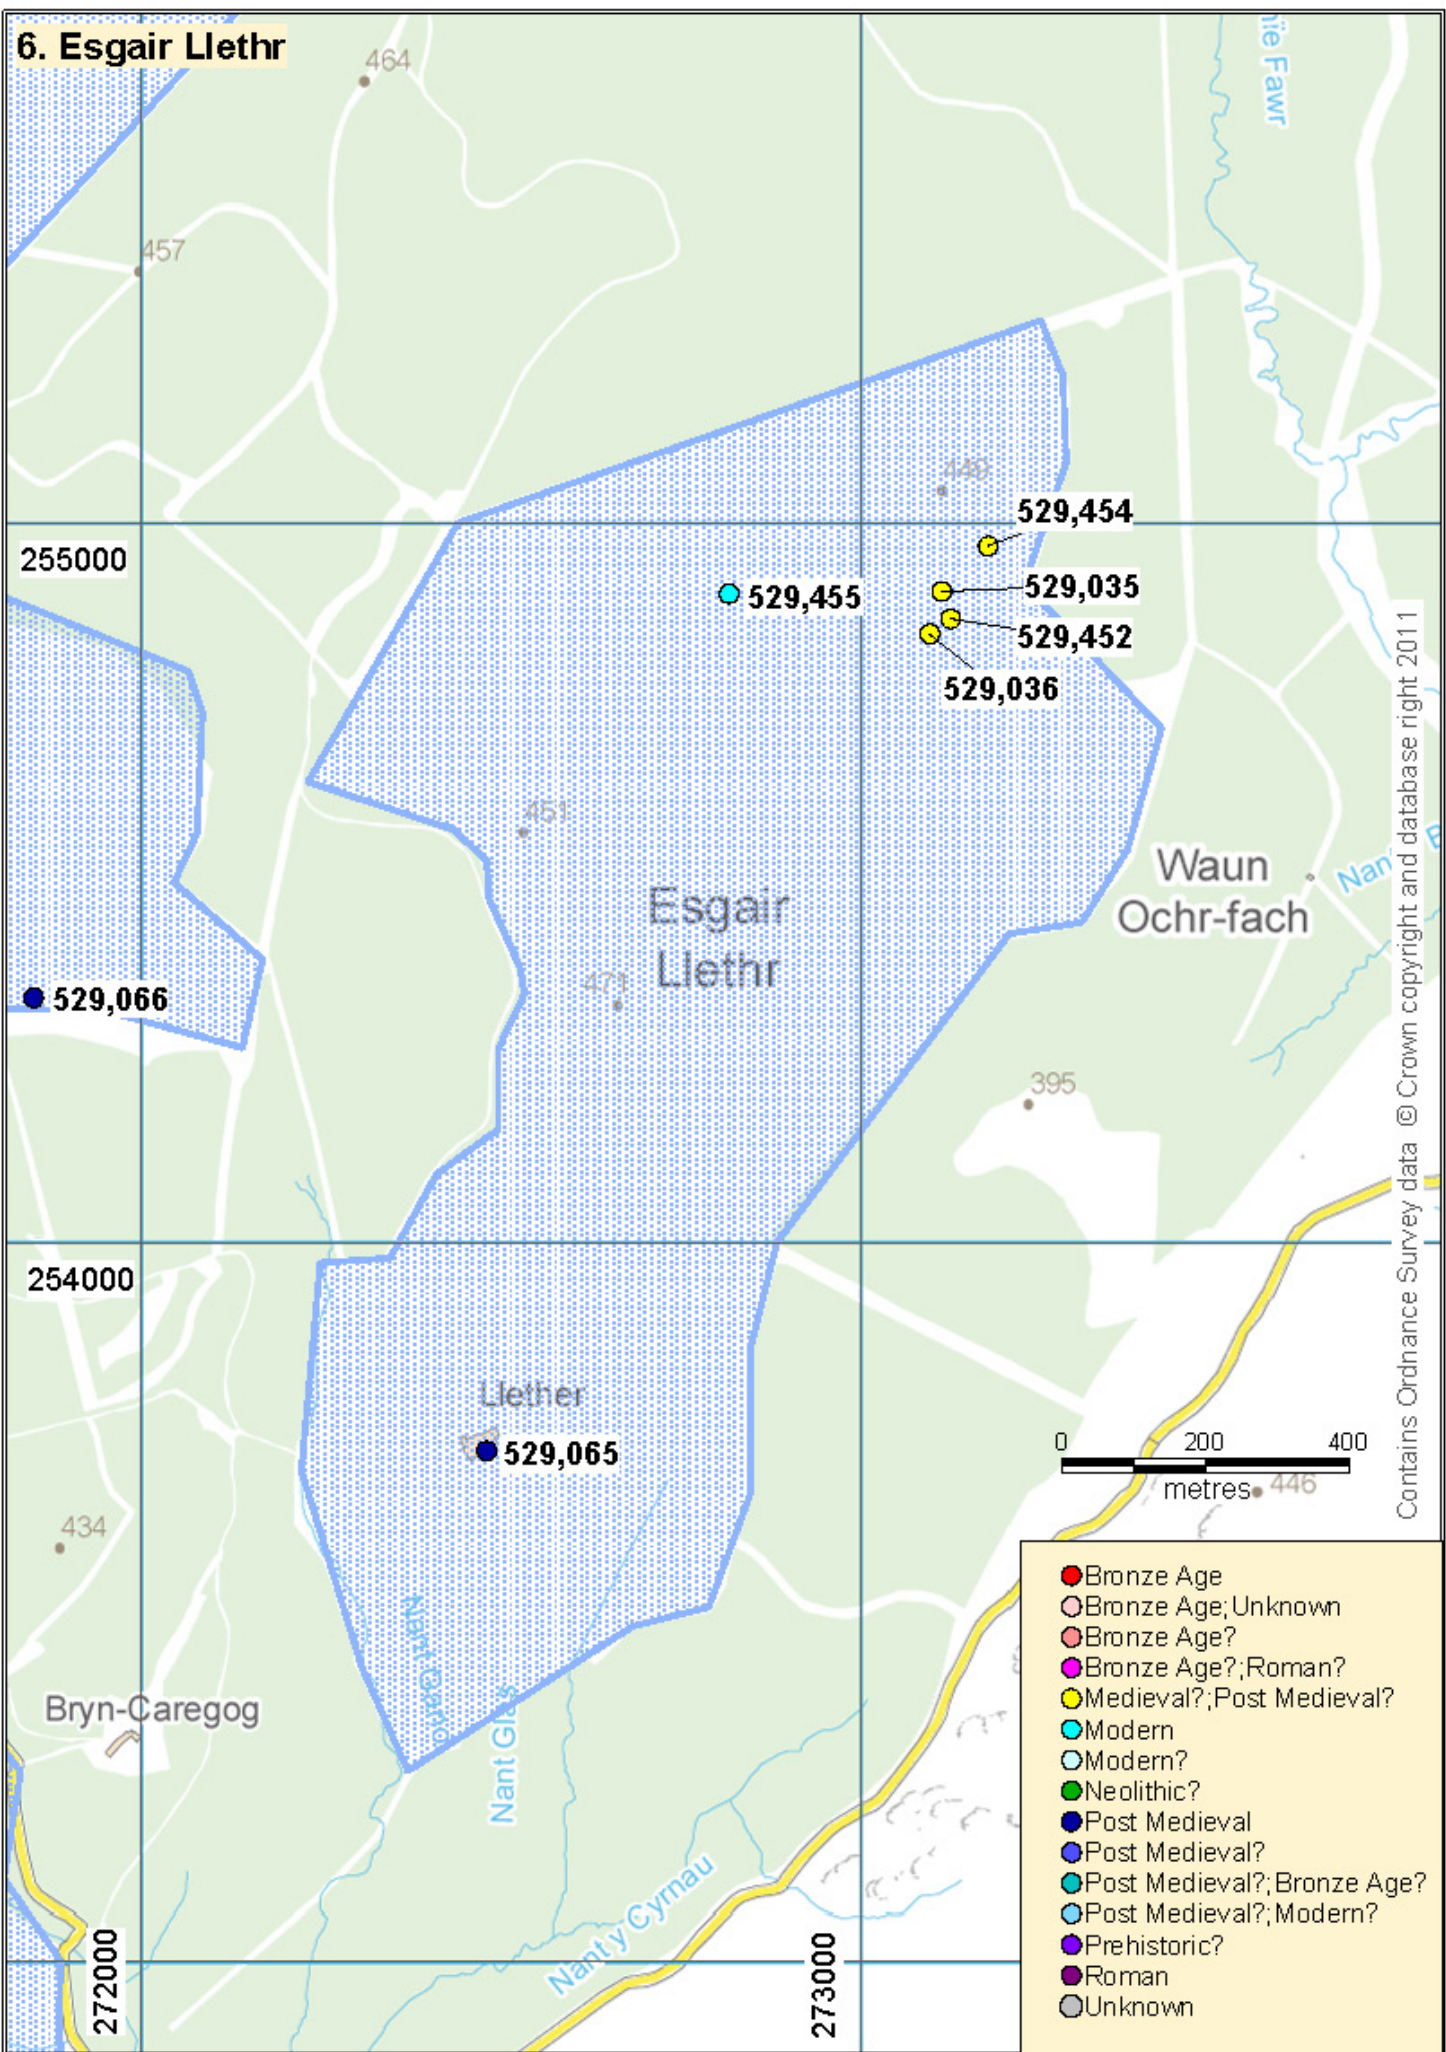 6. Esgair Llethr
464
Fawr
457
449
529,454
255000
529,455
529,035
529,452
529,036
451
Waun
Ochr-fach
Esgair
Llethr
Nant
471
529,066
395
254000
Llether
529,065
0 200 400
metres
446
434
Nant
Bryn-Caregog
Nant Glas
Nant y Cyrnau
272000
273000
Contains Ordnance Survey data © Crown copyright and database right 2011
Bronze Age
Bronze Age;Unknown
Bronze Age?
Bronze Age?;Roman?
Medieval?;Post Medieval?
Modern
Modern?
Neolithic?
Post Medieval
Post Medieval?
Post Medieval?;Bronze Age?
Post Medieval?;Modern?
Prehistoric?
Roman
Unknown